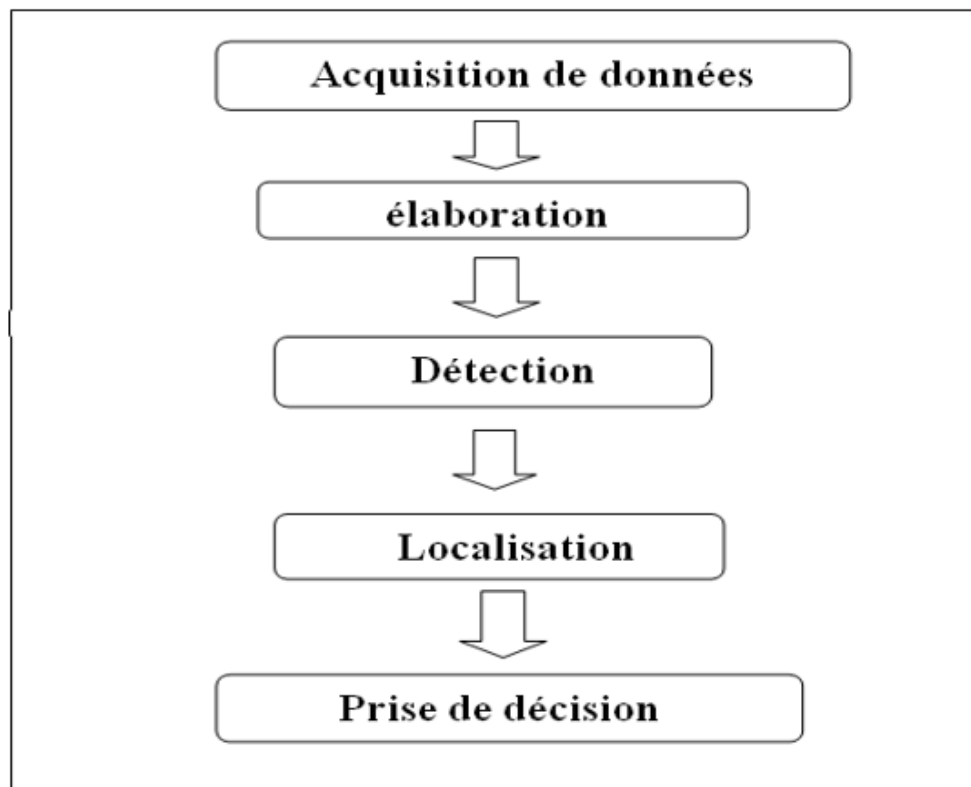 Acquisition de données
élaboration
Détection
Localisation
Prise de décision